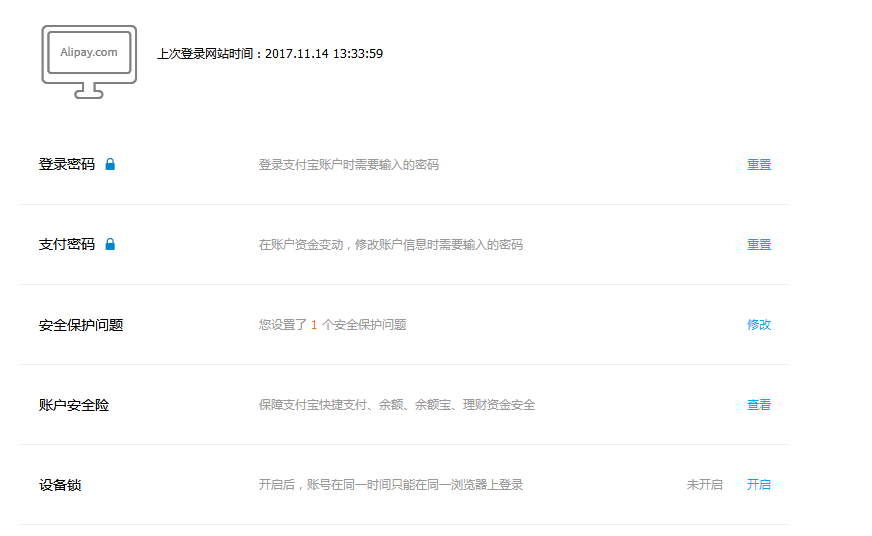 Alipay.com
上次登录网站时间：2017.11.14 13:33:59
登录密码 登录支付宝账户时需要输入的密码 重置
支付密码 在账户资金变动，修改账户信息时需要输入的密码 重置
安全保护问题 您设置了 1 个安全保护问题 修改
账户安全险 保障支付宝快捷支付、余额、余额宝、理财资金安全 查看
设备锁 开启后，账号在同一时间只能在同一浏览器上登录 未开启 开启